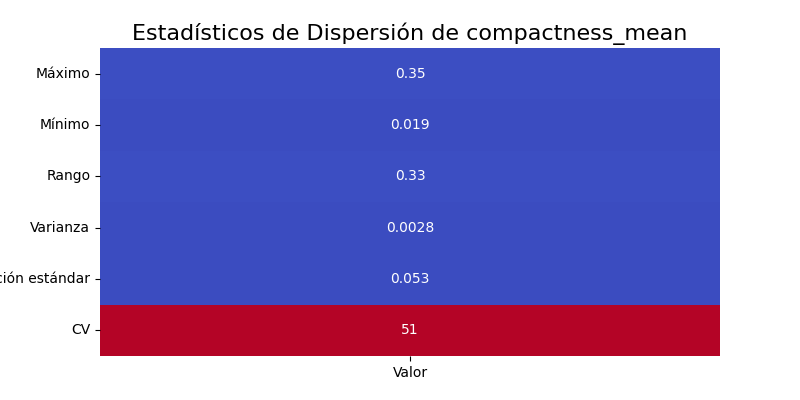 Estadísticos de Dispersión de compactness_mean
Máximo 0.35
Mínimo 0.019
Rango 0.33
Varianza 0.0028
ción estándar 0.053
CV 51
Valor